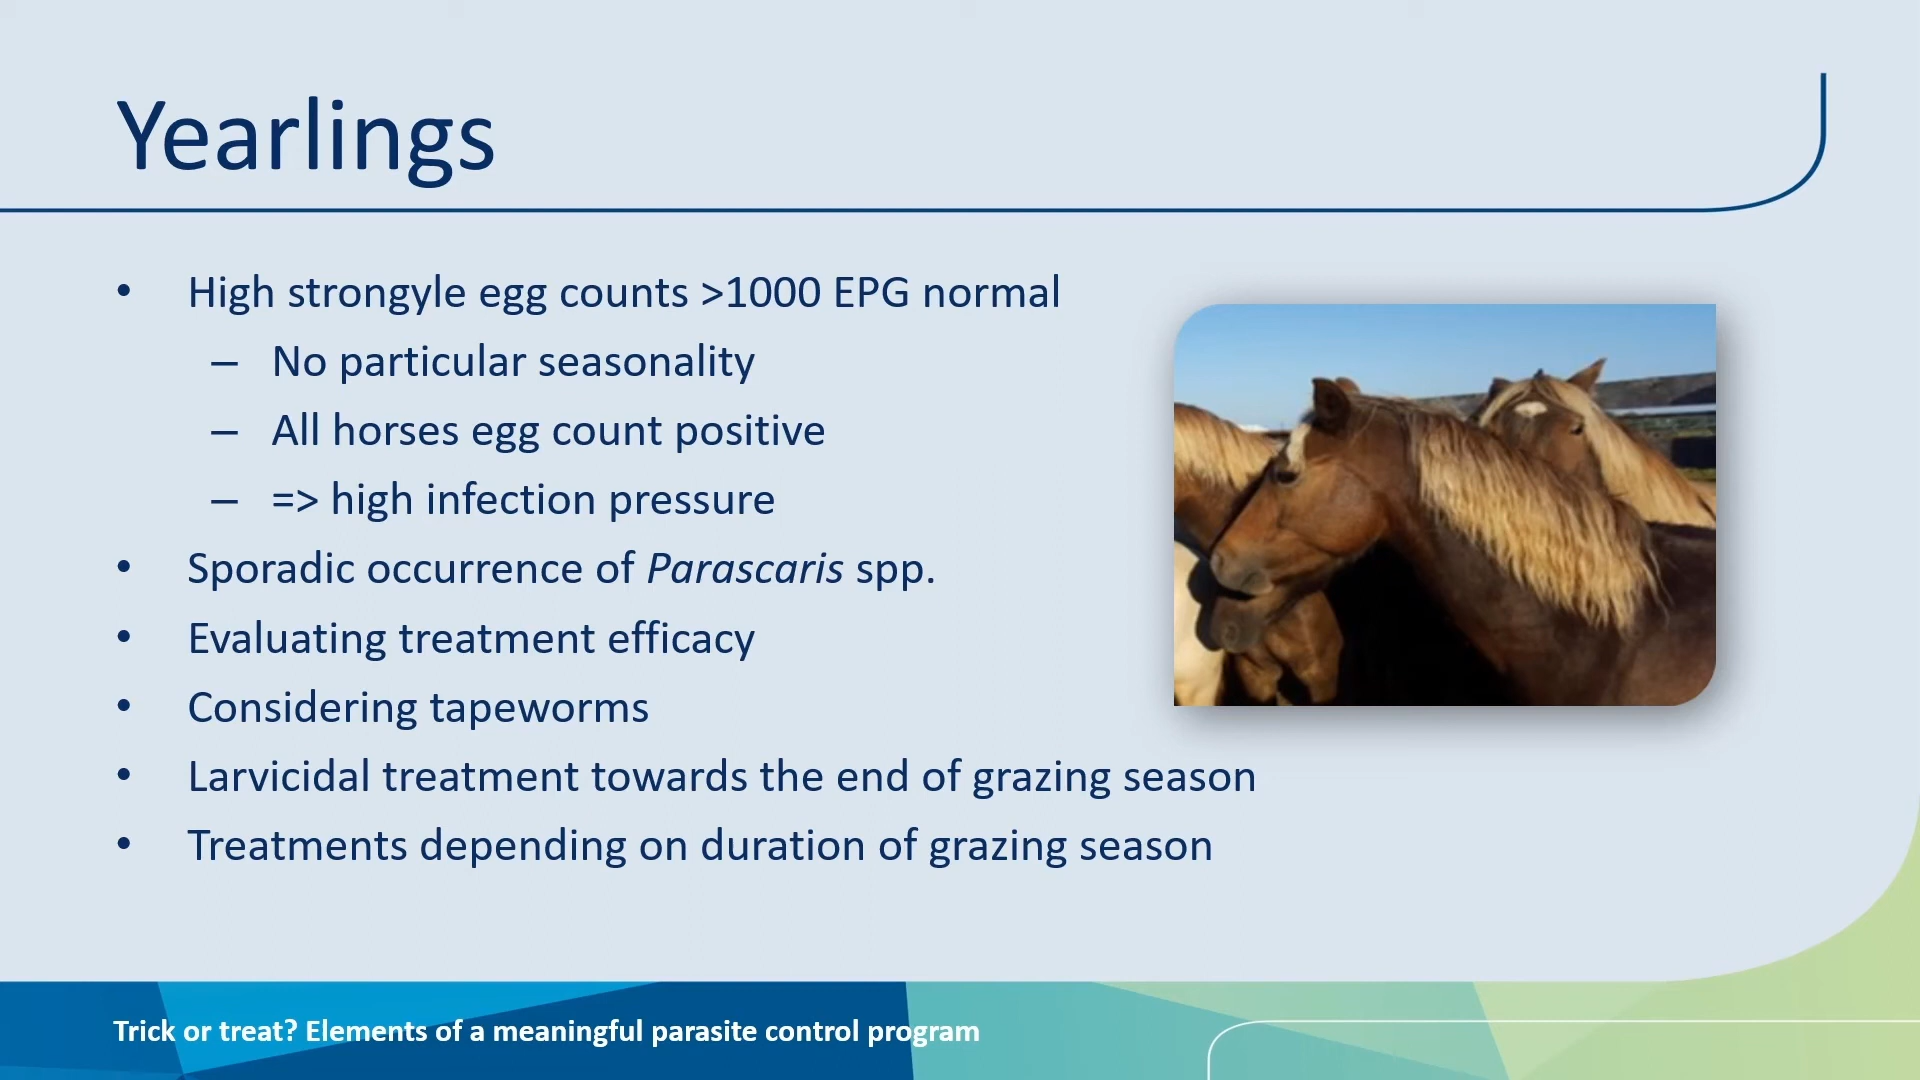 Yearlings
• High strongyle egg counts >1000 EPG normal
– No particular seasonality
– All horses egg count positive
– => high infection pressure
• Sporadic occurrence of Parascaris spp.
• Evaluating treatment efficacy
• Considering tapeworms
• Larvicidal treatment towards the end of grazing season
• Treatments depending on duration of grazing season
Trick or treat? Elements of a meaningful parasite control program